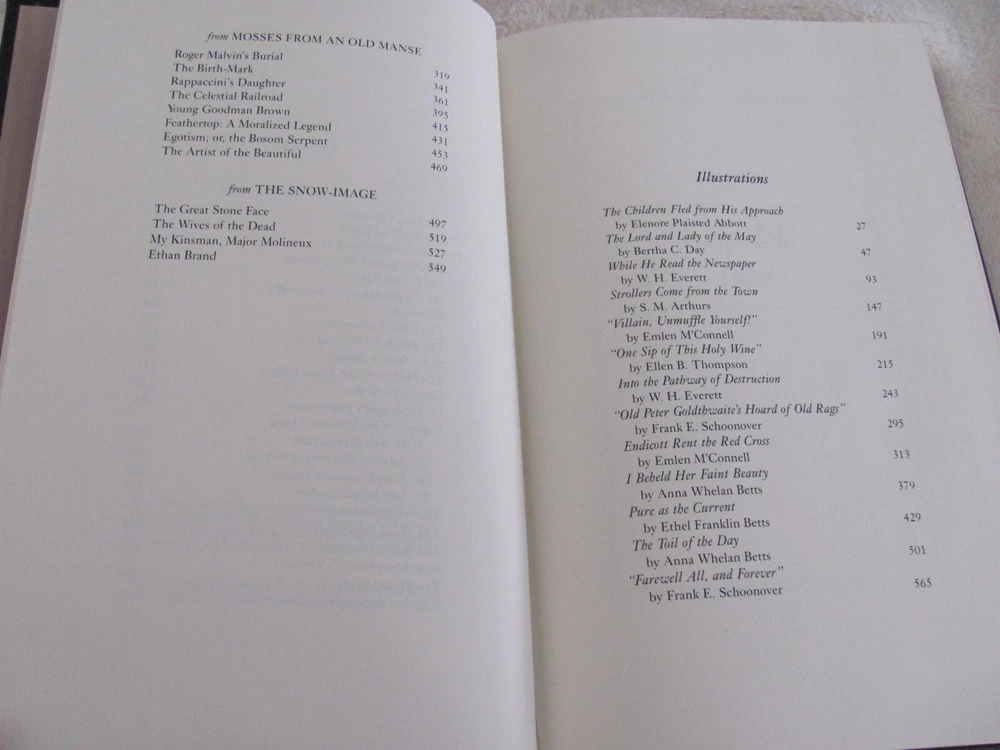 from MOSSES FROM AN OLD MANSE
Roger Malvin's Burial 319
The Birth-Mark 341
Rappaccini's Daughter 361
The Celestial Railroad 395
Young Goodman Brown 415
Feathertop: A Moralized Legend 431
Egotism; or, the Bosom Serpent 453
The Artist of the Beautiful 469
from THE SNOW-IMAGE
The Great Stone Face 497
The Wives of the Dead 519
My Kinsman, Major Molineux 527
Ethan Brand 549
Illustrations
The Children Fled from His Approach
by Elenore Plaisted Abbott 27
The Lord and Lady of the May
by Bertha C. Day 47
While He Read the Newspaper
by W. H. Everett 93
Strollers Come from the Town
by S. M. Arthurs 147
"Villain, Unmuffle Yourself!"
by Emlen M'Connell 191
"One Sip of This Holy Wine"
by Ellen B. Thompson 215
Into the Pathway of Destruction
by W. H. Everett 243
"Old Peter Goldthwaite's Hoard of Old Rags"
by Frank E. Schoonover 295
Endicott Rent the Red Cross
by Emlen M'Connell 313
I Beheld Her Faint Beauty
by Anna Whelan Betts 379
Pure as the Current
by Ethel Franklin Betts 429
The Toil of the Day
by Anna Whelan Betts 501
"Farewell All, and Forever"
by Frank E. Schoonover 565